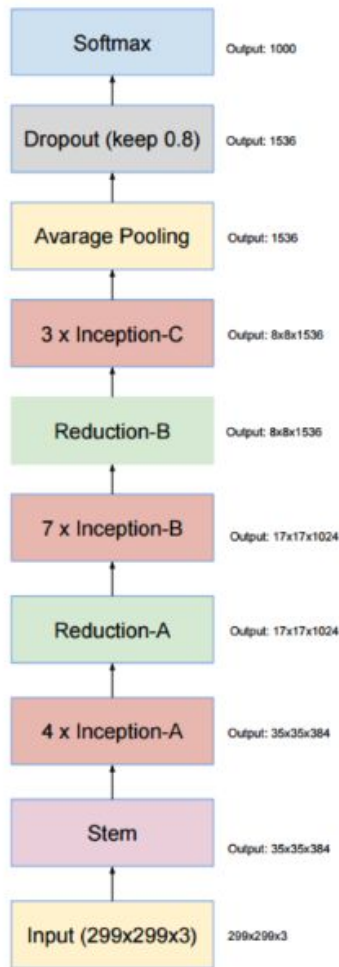 Softmax
Output: 1000
Dropout (keep 0.8)
Output: 1536
Avarage Pooling
Output: 1536
3 x Inception-C
Output: 8x8x1536
Reduction-B
Output: 8x8x1536
7 x Inception-B
Output: 17x17x1024
Reduction-A
Output: 17x17x1024
4 x Inception-A
Output: 35x35x384
Stem
Output: 35x35x384
Input (299x299x3)
299x299x3